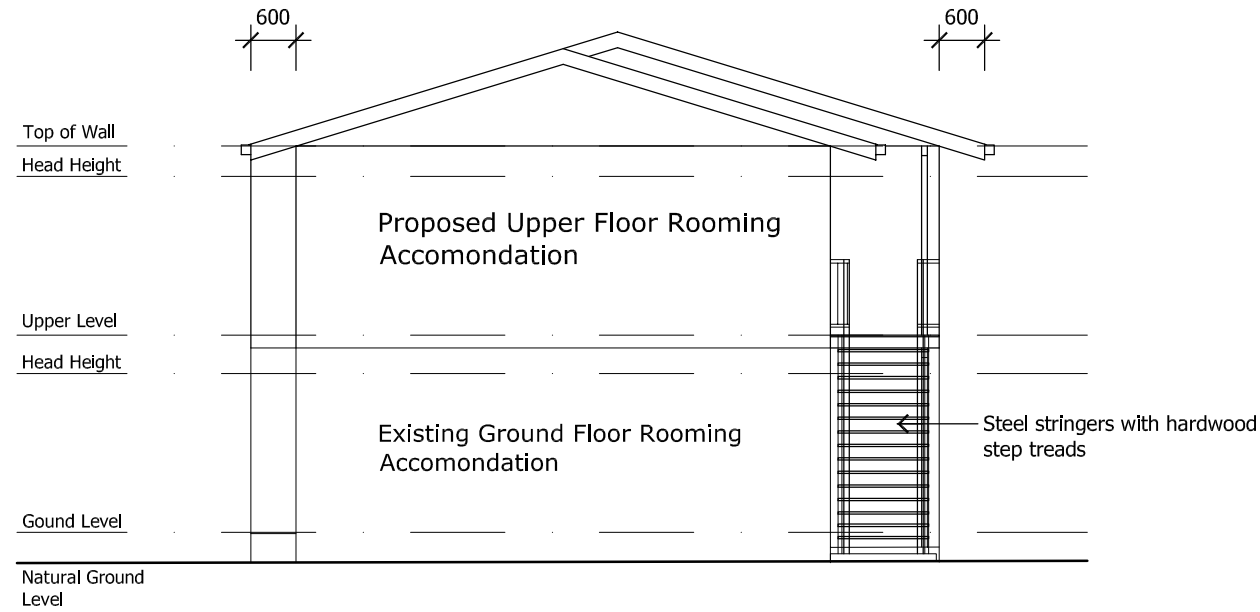 600
600
Top of Wall
Head Height
Proposed Upper Floor Rooming
Accomondation
Upper Level
Head Height
Existing Ground Floor Rooming
Accomondation
Steel stringers with hardwood
step treads
Gound Level
Natural Ground
Level